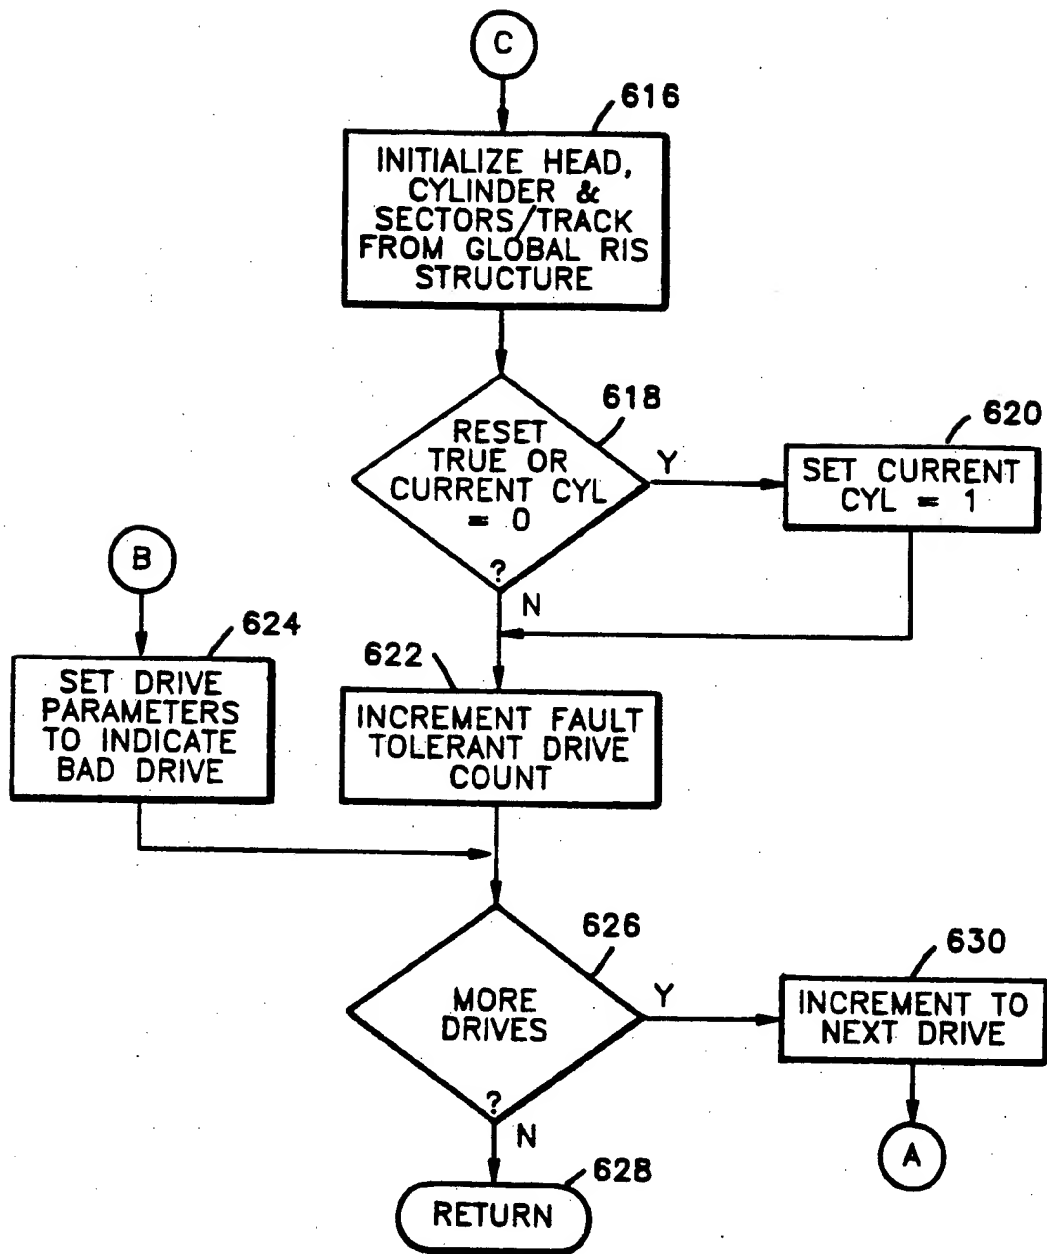 C
616
INITIALIZE HEAD,
CYLINDER &
SECTORS/TRACK
FROM GLOBAL RIS
STRUCTURE
618
RESET
TRUE OR
CURRENT CYL
= 0
?
Y
N
620
SET CURRENT
CYL = 1
B
624
SET DRIVE
PARAMETERS
TO INDICATE
BAD DRIVE
622
INCREMENT FAULT
TOLERANT DRIVE
COUNT
626
MORE
DRIVES
?
Y
N
630
INCREMENT TO
NEXT DRIVE
A
628
RETURN